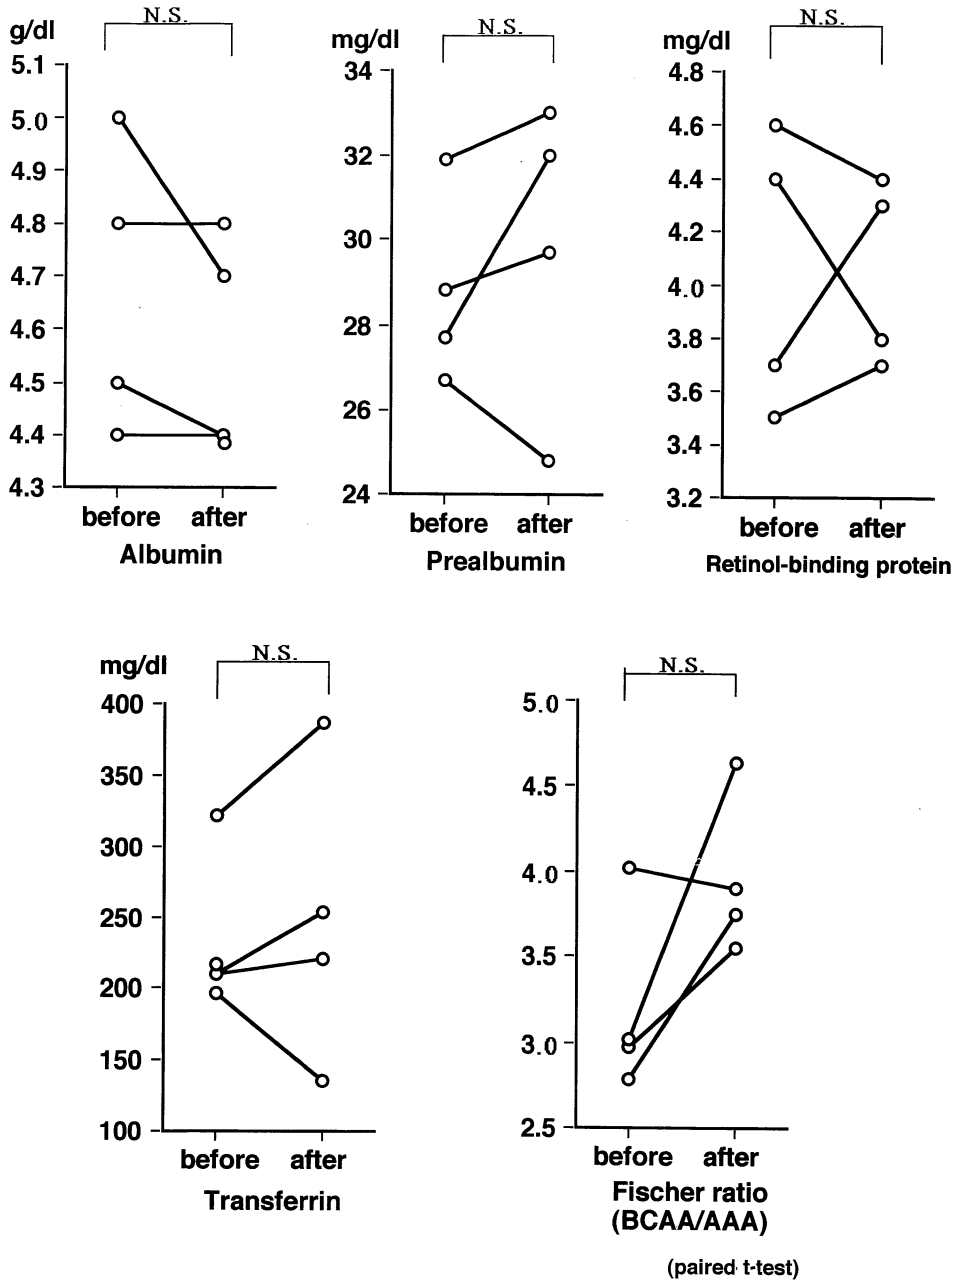 N.S.
g/dl
5.1
5.0
4.9
4.8
4.7
4.6
4.5
4.4
4.3
before after
Albumin
N.S.
mg/dl
34
32
30
28
26
24
before after
Prealbumin
N.S.
mg/dl
4.8
4.6
4.4
4.2
4.0
3.8
3.6
3.4
3.2
before after
Retinol-binding protein
N.S.
mg/dl
400
350
300
250
200
150
100
before after
Transferrin
N.S.
5.0
4.5
4.0
3.5
3.0
2.5
before after
Fischer ratio
(BCAA/AAA)
(paired t-test)